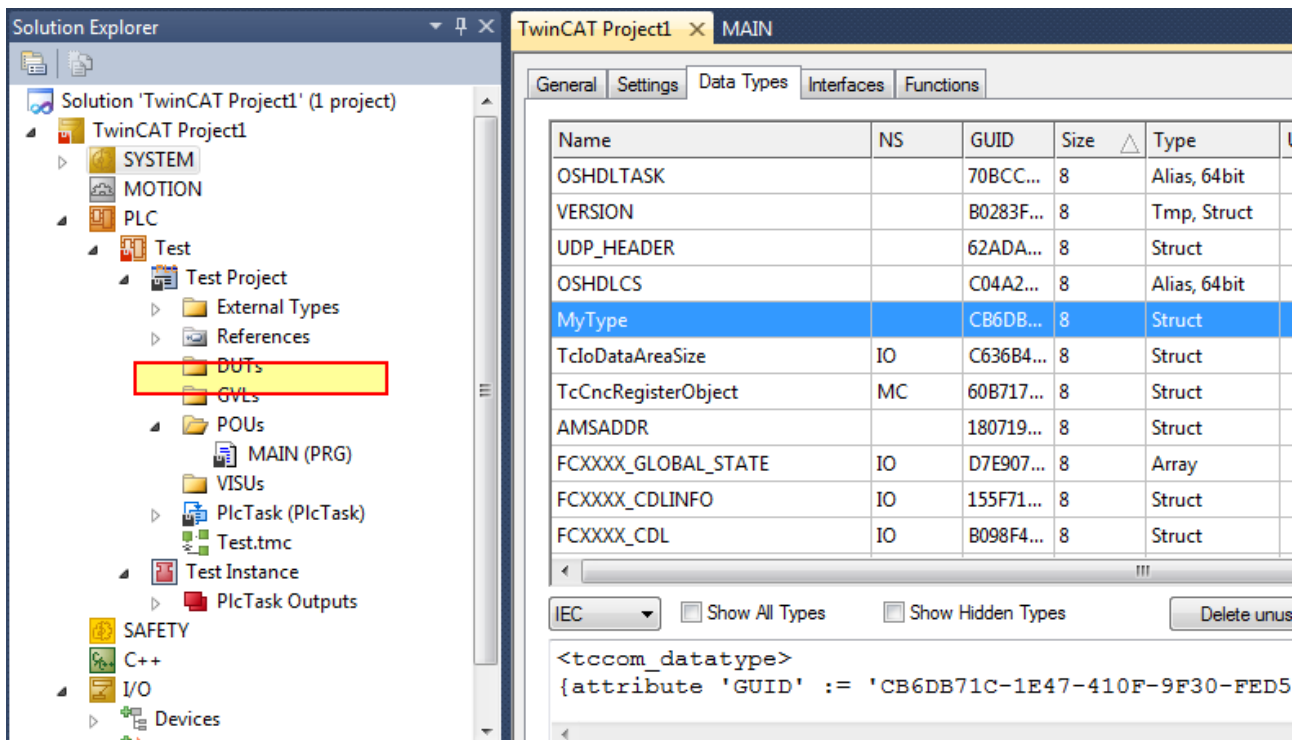 Solution Explorer
Solution 'TwinCAT Project1' (1 project)
TwinCAT Project1
SYSTEM
MOTION
PLC
Test
Test Project
External Types
References
DUTs
GVLs
POUs
MAIN (PRG)
VISUs
PlcTask (PlcTask)
Test.tmc
Test Instance
PlcTask Outputs
SAFETY
C++
I/O
Devices
TwinCAT Project1 MAIN
General Settings Data Types Interfaces Functions
Name NS GUID Size Type
OSHDLTASK 70BCC... 8 Alias, 64bit
VERSION B0283F... 8 Tmp, Struct
UDP_HEADER 62ADA... 8 Struct
OSHDLCS C04A2... 8 Alias, 64bit
MyType CB6DB... 8 Struct
TcIoDataAreaSize IO C636B4... 8 Struct
TcCncRegisterObject MC 60B717... 8 Struct
AMSADDR 180719... 8 Struct
FCXXXX_GLOBAL_STATE IO D7E907... 8 Array
FCXXXX_CDLINFO IO 155F71... 8 Struct
FCXXXX_CDL IO B098F4... 8 Struct
IEC Show All Types Show Hidden Types Delete unus
<tccom_datatype>
{attribute 'GUID' := 'CB6DB71C-1E47-410F-9F30-FED5